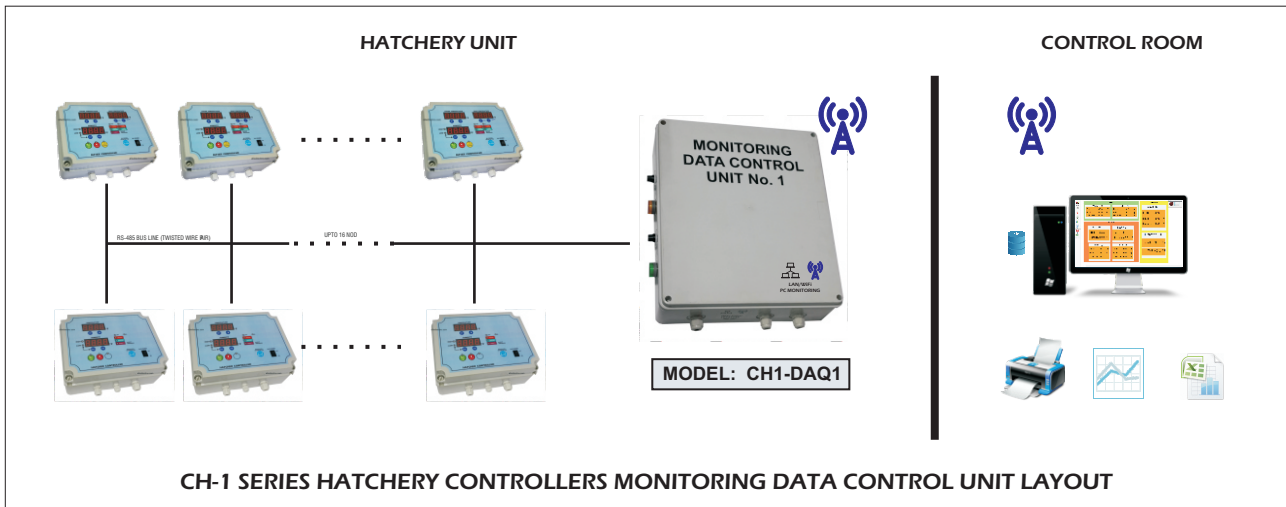 HATCHERY UNIT
CONTROL ROOM
MONITORING
DATA CONTROL
UNIT No. 1
RS-485 BUS LINE (TWISTED WIRE PAIR)
UPTO 16 NOD
LAN/WiFi
PC MONITORING
MODEL: CH1-DAQ1
CH-1 SERIES HATCHERY CONTROLLERS MONITORING DATA CONTROL UNIT LAYOUT